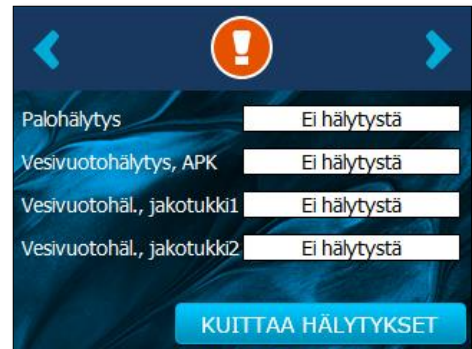 Palohälytys Ei hälytystä
Vesivuotohälytys, APK Ei hälytystä
Vesivuotohäl., jakotukki1 Ei hälytystä
Vesivuotohäl., jakotukki2 Ei hälytystä
KUITTAA HÄLYTYKSET